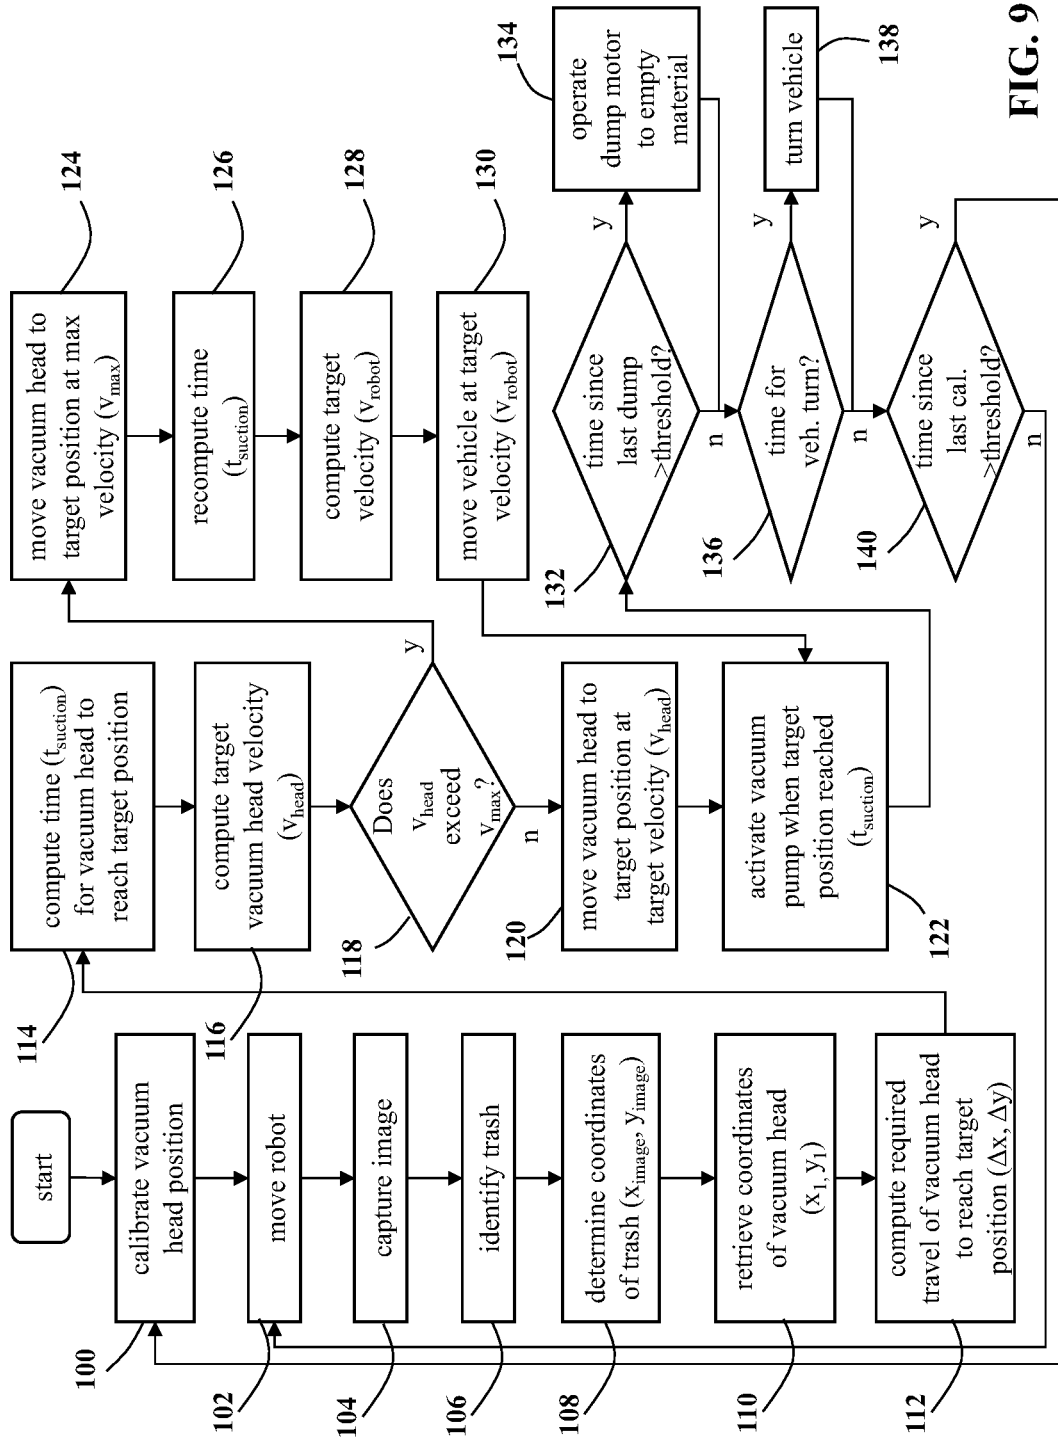 start
100
calibrate vacuum
head position
102
move robot
104
capture image
106
identify trash
108
determine coordinates
of trash (x_image, y_image)
110
retrieve coordinates
of vacuum head
(x_1, y_1)
112
compute required
travel of vacuum head
to reach target
position (Δx, Δy)
114
compute time (t_suction)
for vacuum head to
reach target position
116
compute target
vacuum head velocity
(v_head)
118
Does
v_head
exceed
v_max?
y
n
120
move vacuum head to
target position at
target velocity (v_head)
122
activate vacuum
pump when target
position reached
(t_suction)
124
move vacuum head to
target position at max
velocity (v_max)
126
recompute time
(t_suction)
128
compute target
velocity (v_robot)
130
move vehicle at target
velocity (v_robot)
132
time since
last dump
>threshold?
y
n
134
operate
dump motor
to empty
material
136
time for
veh. turn?
y
n
138
turn vehicle
140
time since
last cal.
>threshold?
y
n
FIG. 9